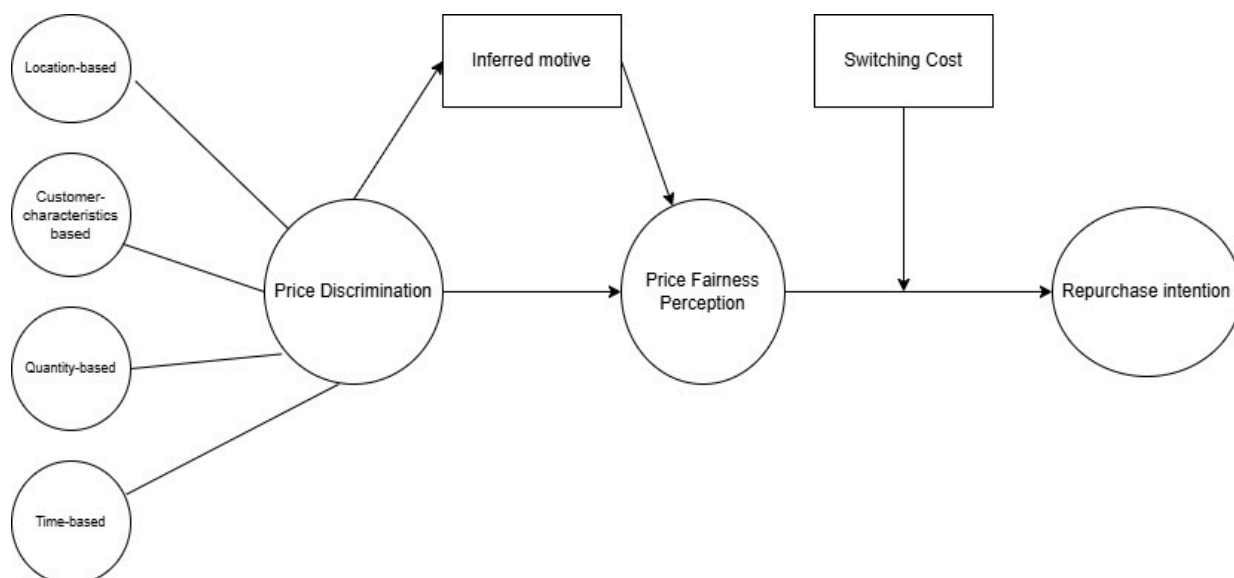 Location-based
Inferred motive
Switching Cost
Customer-
characteristics
based
Price Discrimination
Price Fairness
Perception
Repurchase intention
Quantity-based
Time-based